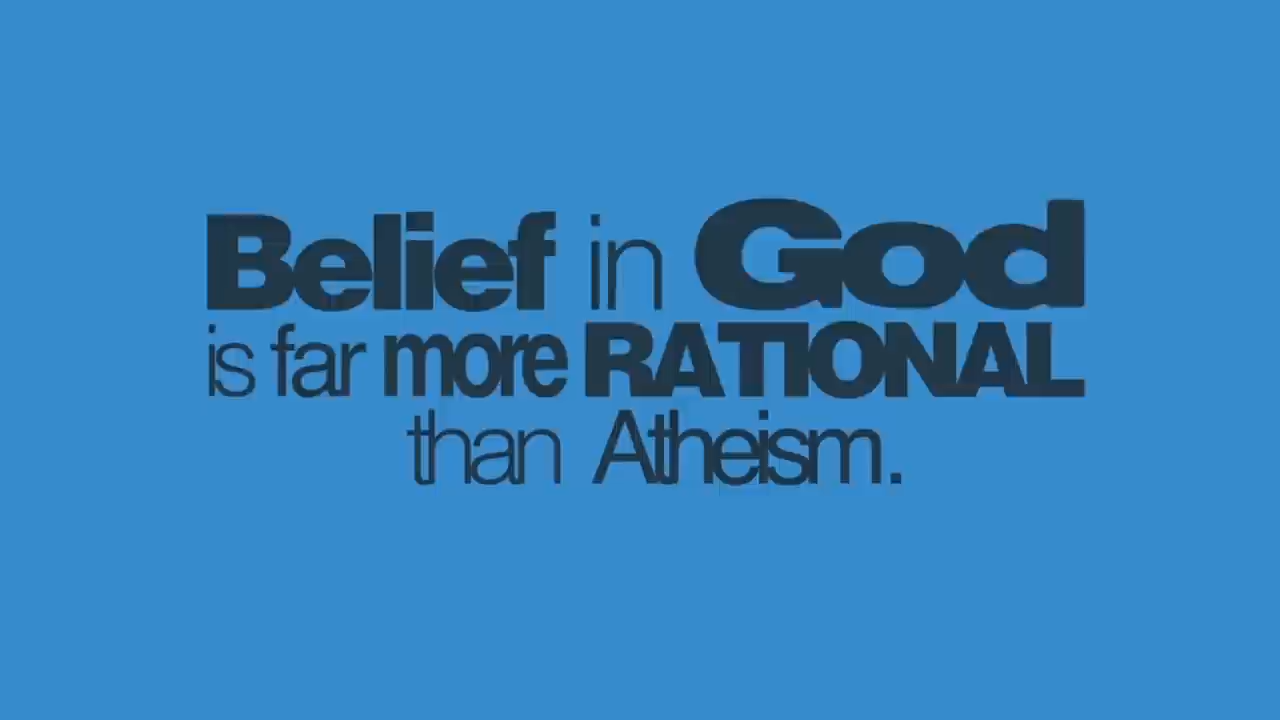 Belief in God
is far more RATIONAL
than Atheism.